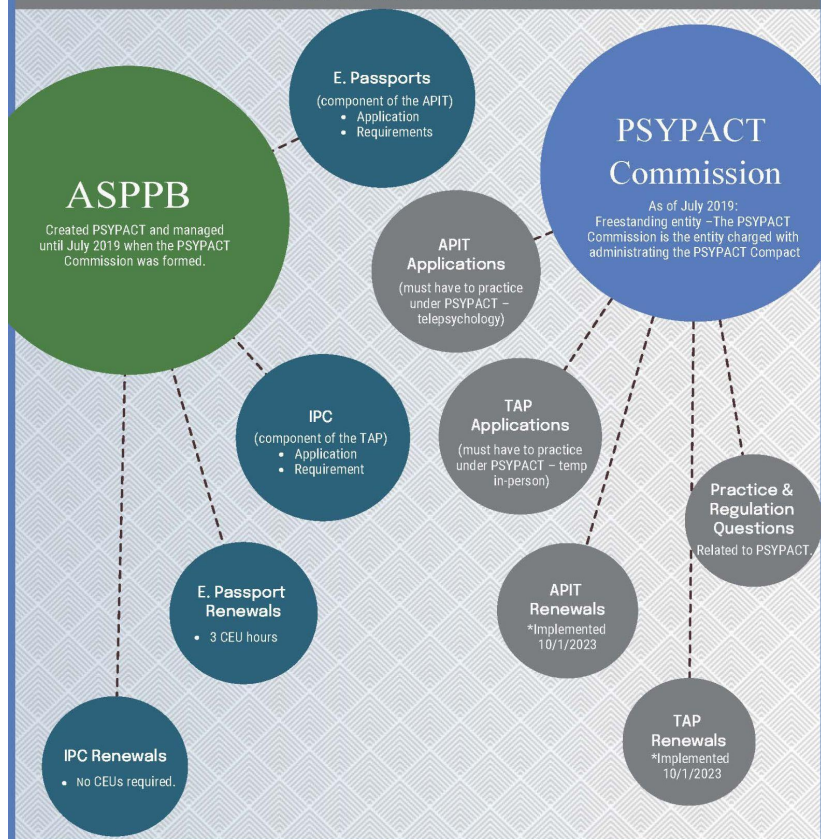 E. Passports
(component of the APIT)
• Application
• Requirements
ASPPB
Created PSYPACT and managed
until July 2019 when the PSYPACT
Commission was formed.
PSYPACT
Commission
As of July 2019:
Freestanding entity –The PSYPACT
Commission is the entity charged with
administrating the PSYPACT Compact
APIT
Applications
(must have to practice
under PSYPACT –
telepsychology)
IPC
(component of the TAP)
• Application
• Requirement
TAP
Applications
(must have to practice
under PSYPACT – temp
in-person)
Practice &
Regulation
Questions
Related to PSYPACT.
E. Passport
Renewals
• 3 CEU hours
APIT
Renewals
*Implemented
10/1/2023
IPC Renewals
• No CEUs required.
TAP
Renewals
*Implemented
10/1/2023